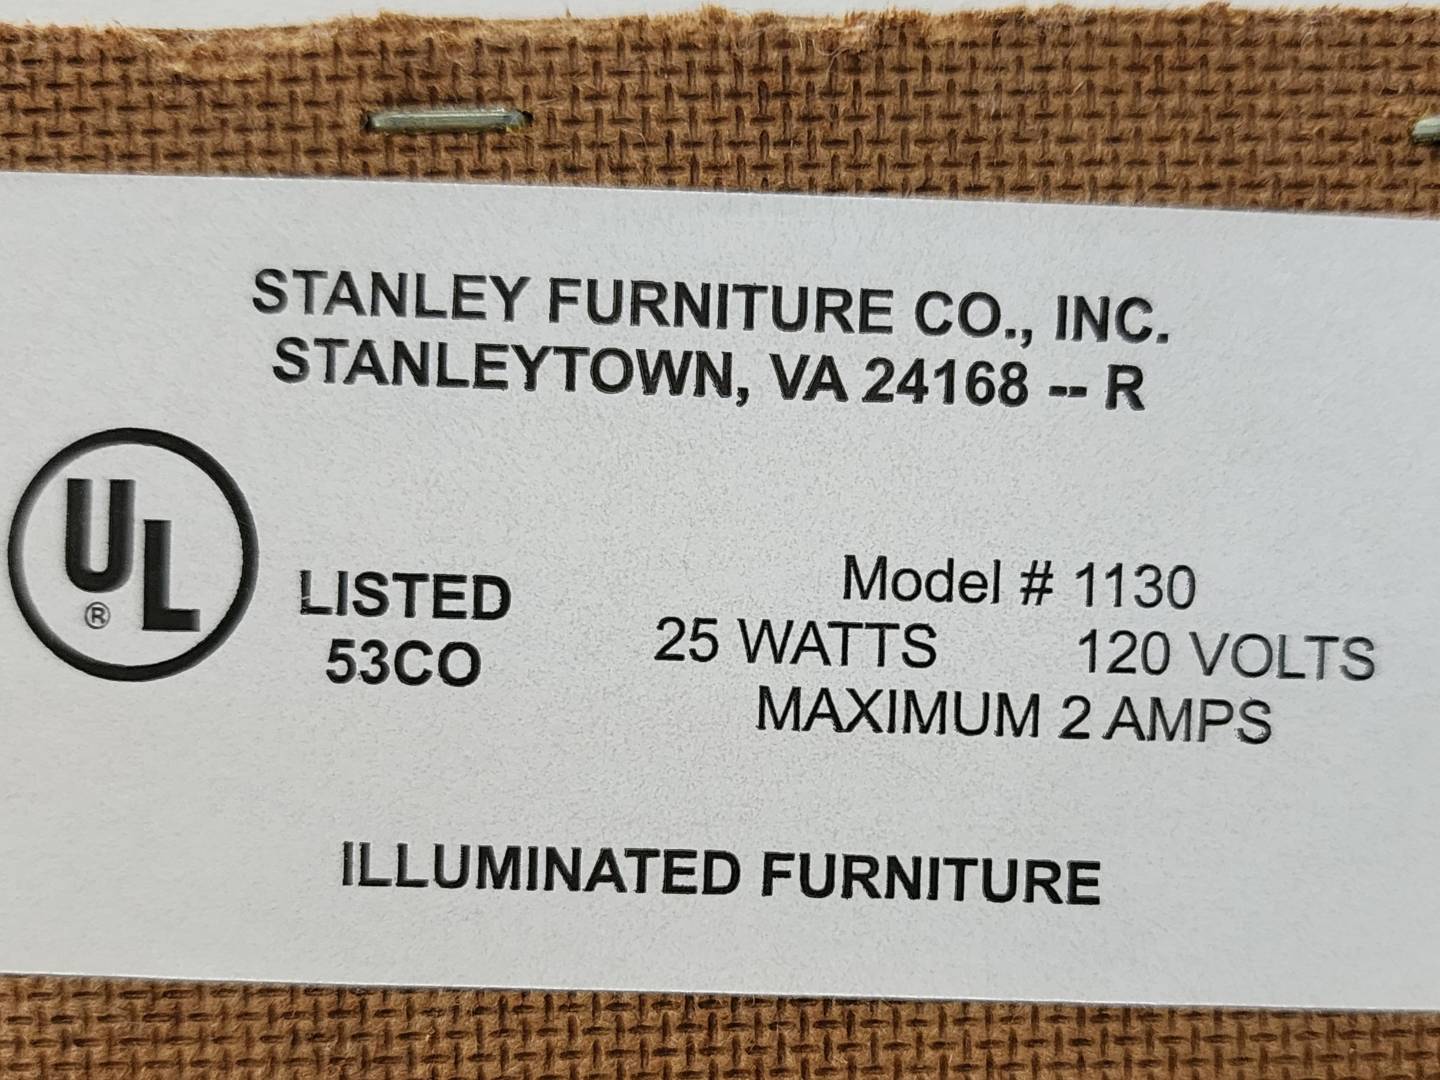 STANLEY FURNITURE CO., INC.
STANLEYTOWN, VA 24168 -- R
UL
®
LISTED
53CO
Model # 1130
25 WATTS 120 VOLTS
MAXIMUM 2 AMPS
ILLUMINATED FURNITURE